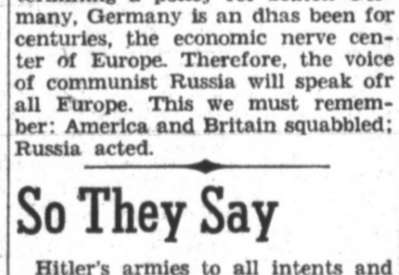 many, Germany is an dhas been for
centuries, the economic nerve cen-
ter of Europe. Therefore, the voice
of communist Russia will speak ofr
all Europe. This we must remem-
ber: America and Britain squabbled;
Russia acted.
So They Say
Hitler's armies to all intents and